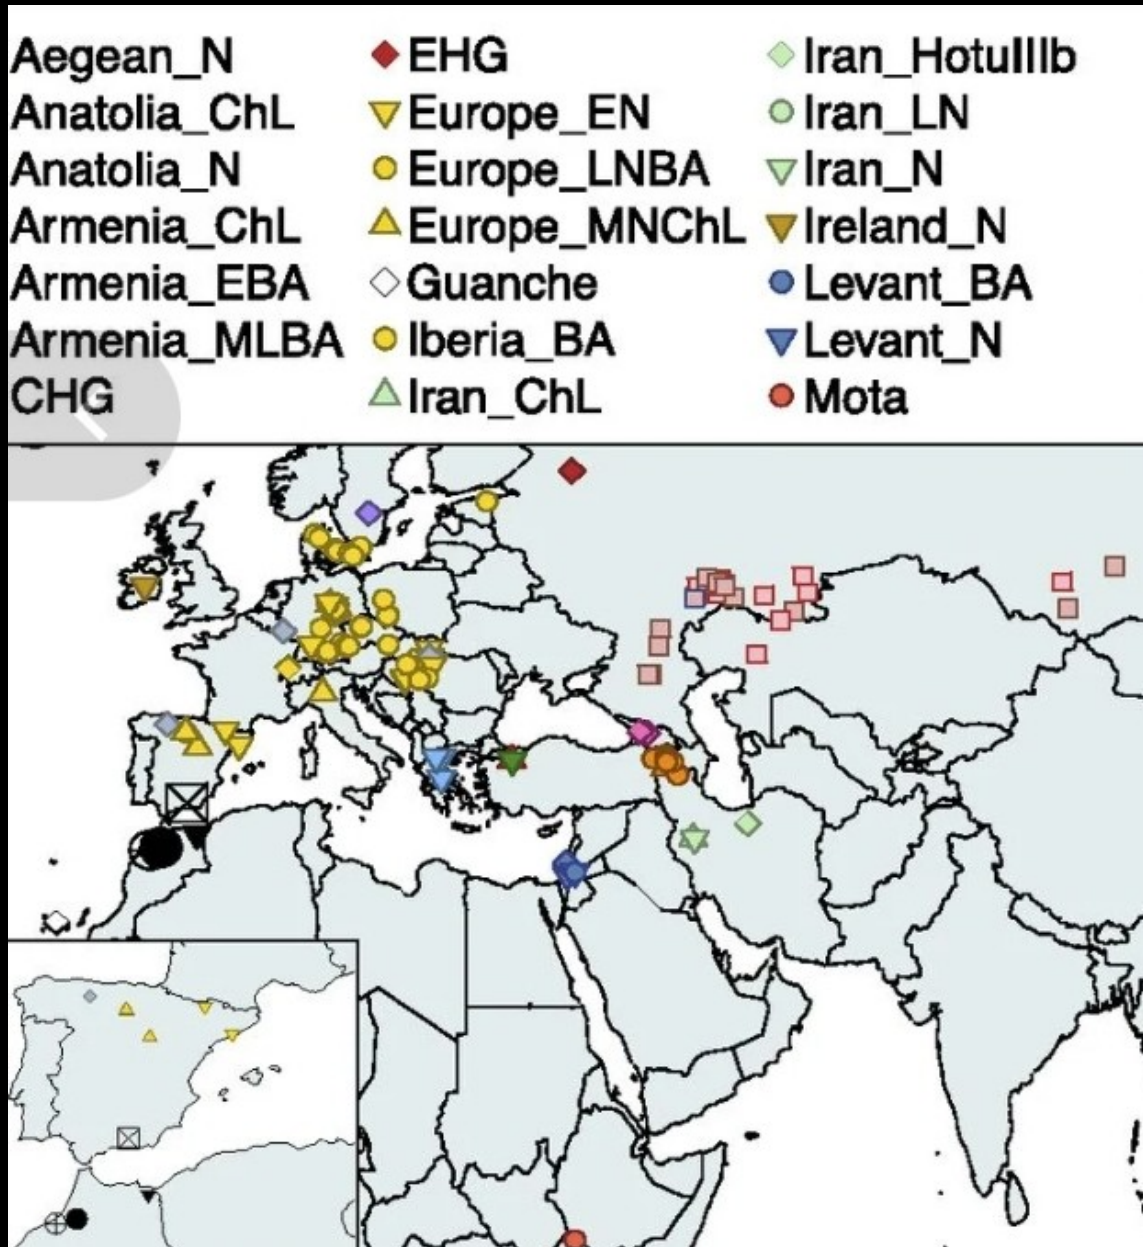 Aegean_N EHG Iran_HotuIIIb
Anatolia_ChL Europe_EN Iran_LN
Anatolia_N Europe_LNBA Iran_N
Armenia_ChL Europe_MNChL Ireland_N
Armenia_EBA Guanche Levant_BA
Armenia_MLBA Iberia_BA Levant_N
CHG Iran_ChL Mota